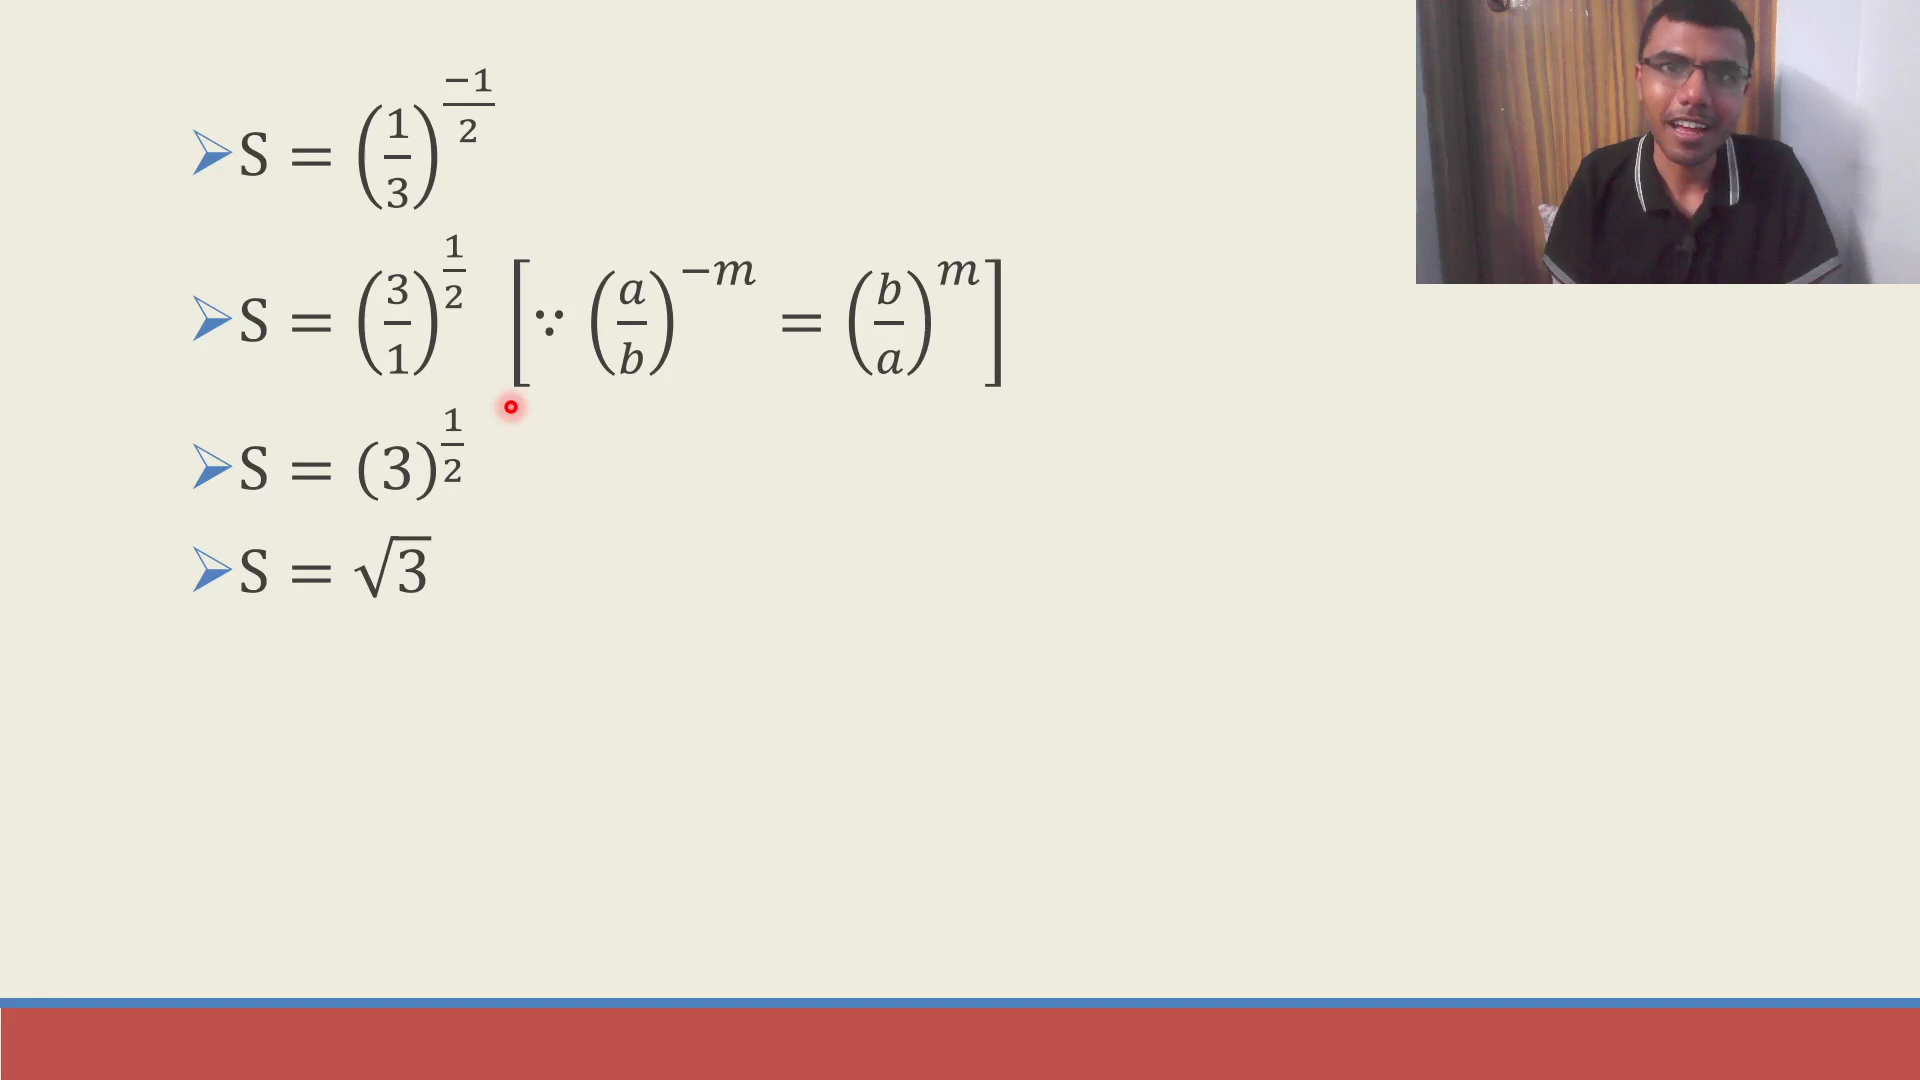 ➢S = (1/3)^(−1/2)
➢S = (3/1)^(1/2) [∵ (a/b)^(−m) = (b/a)^m]
➢S = (3)^(1/2)
➢S = √3